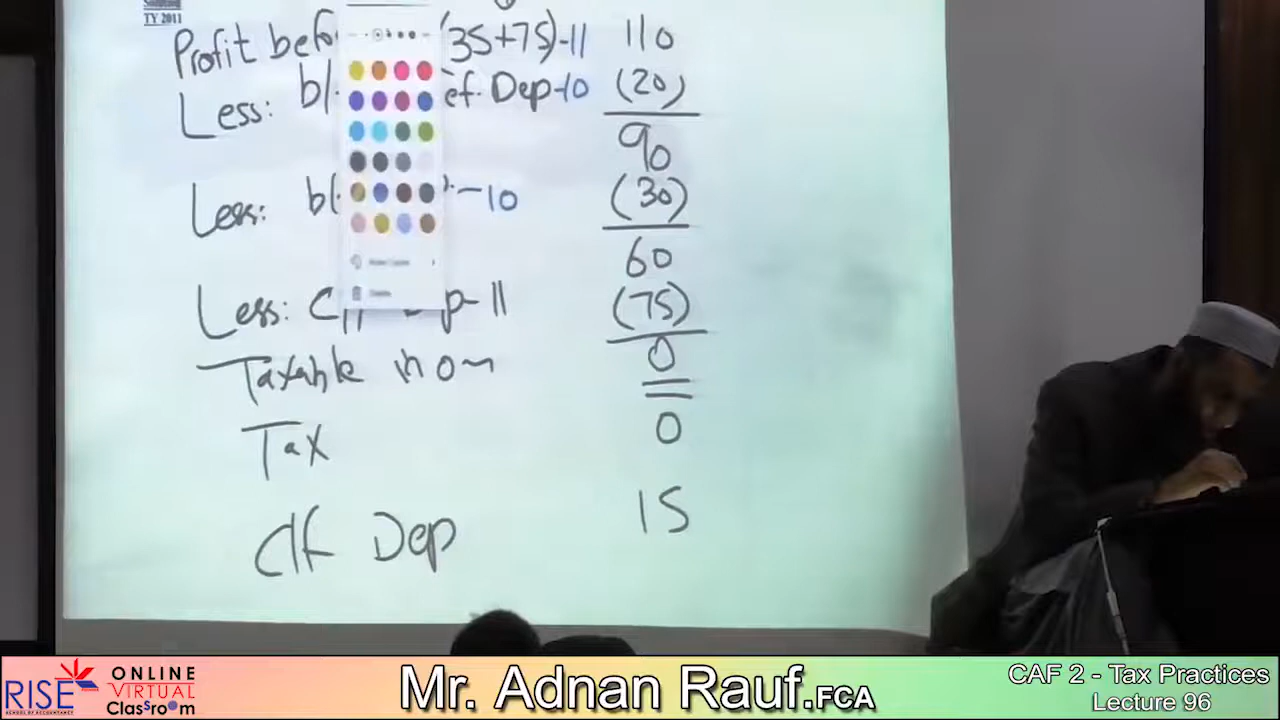 TY 2011
Profit (35+75)-11 110
Less: b/ ef. Dep-10 (20)
90
Less: -10 (30)
60
Less: p-11 (75)
Taxable 0
Tax 0
C/F Dep 15
RISE ONLINE VIRTUAL Classroom
Mr. Adnan Rauf.FCA
CAF 2 - Tax Practices
Lecture 96